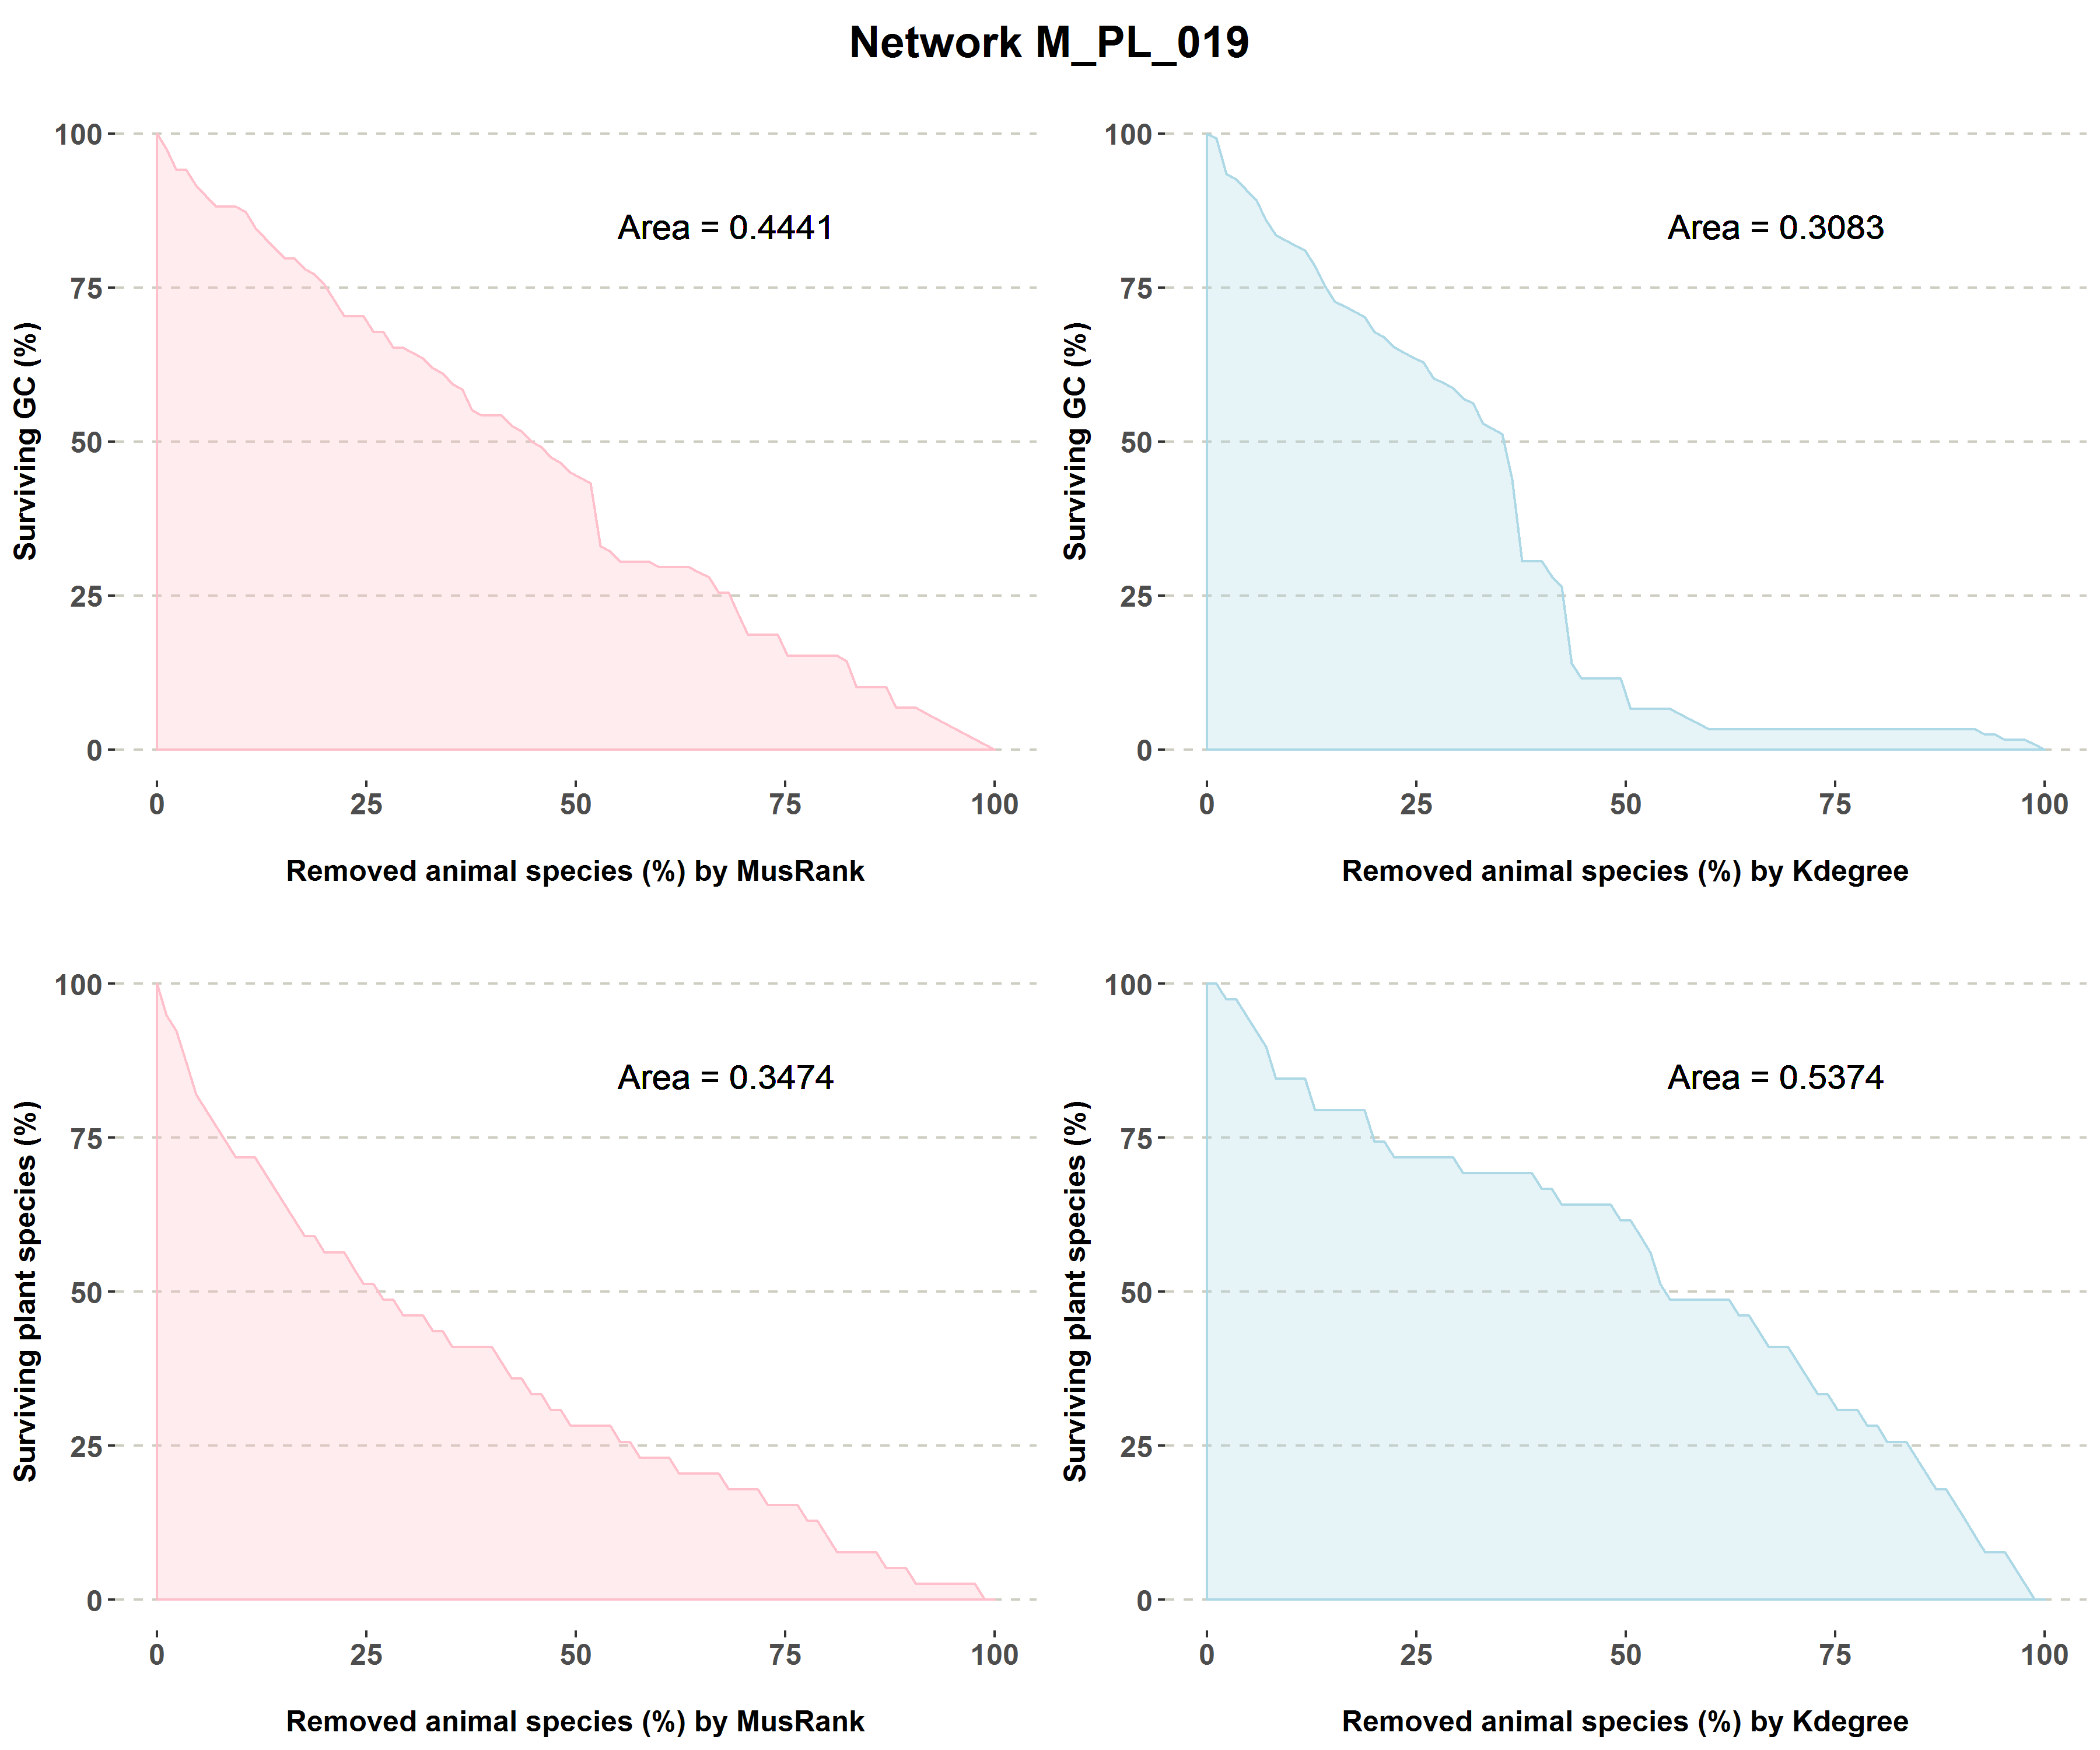 Network M_PL_019
100
75
50
25
0
Surviving GC (%)
Area = 0.4441
0 25 50 75 100
Removed animal species (%) by MusRank
100
75
50
25
0
Surviving GC (%)
Area = 0.3083
0 25 50 75 100
Removed animal species (%) by Kdegree
100
75
50
25
0
Surviving plant species (%)
Area = 0.3474
0 25 50 75 100
Removed animal species (%) by MusRank
100
75
50
25
0
Surviving plant species (%)
Area = 0.5374
0 25 50 75 100
Removed animal species (%) by Kdegree